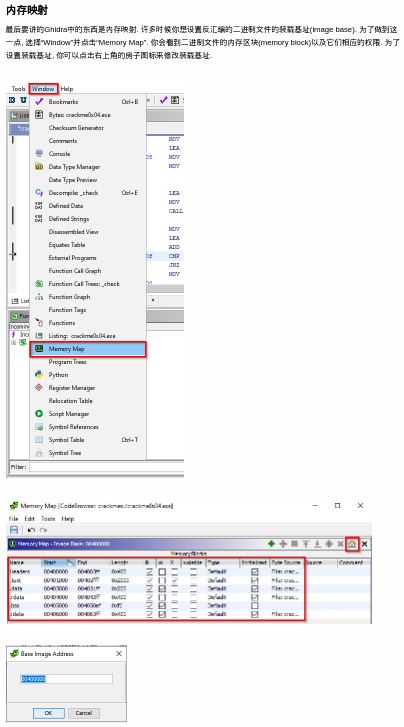 内存映射
最后要讲的Ghidra中的东西是内存映射. 许多时候你想设置反汇编的二进制文件的装载基址(image base). 为了做到这
一点, 选择"Window"并点击"Memory Map". 你会看到二进制文件的内存区块(memory block)以及它们相应的权限. 为了
设置装载基址, 你可以点击右上角的房子图标来修改装载基址.
Tools Window Help
Bookmarks Ctrl+B
Bytes: crackme0x04.exe
Checksum Generator
Comments
Console
Data Type Manager
Data Type Preview
Decompile: _check Ctrl+E
Defined Data
Defined Strings
Disassembled View
Equates Table
External Programs
Function Call Graph
Function Call Trees: _check
Function Graph
Function Tags
Functions
Listing: crackme0x04.exe
Memory Map
Program Trees
Python
Register Manager
Relocation Table
Script Manager
Symbol References
Symbol Table Ctrl+T
Symbol Tree
MOV
LEA
MOV
MOV
LEA
MOV
CALL
MOV
LEA
ADD
CMP
JNZ
MOV
Filter:
Memory Map [CodeBrowser: crackmes:/crackme0x04.exe]
File Edit Tools Help
Memory Map - Image Base: 00400000
Memory Blocks
Name Start End Length R W X Volatile Type Initialized Byte Source Source Comment
Headers 00400000 004003ff 0x400 Default File: crac...
.text 00401000 Default File: crac...
.data 00403000 Default File: crac...
.rdata 00404000 Default File: crac...
.bss 00405000 Default
.idata 00406000 Default File: crac...
Base Image Address
00400000
OK Cancel